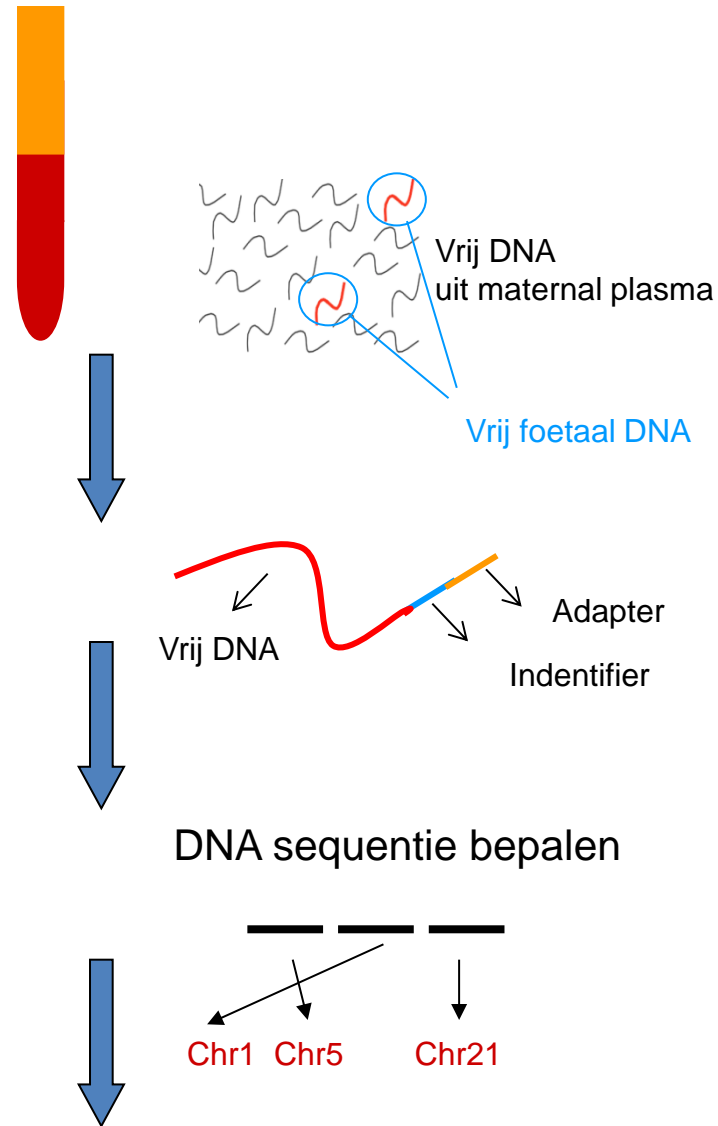 Vrij DNA
uit maternal plasma
Vrij foetaal DNA
Vrij DNA
Adapter
Indentifier
DNA sequentie bepalen
Chr1 Chr5 Chr21